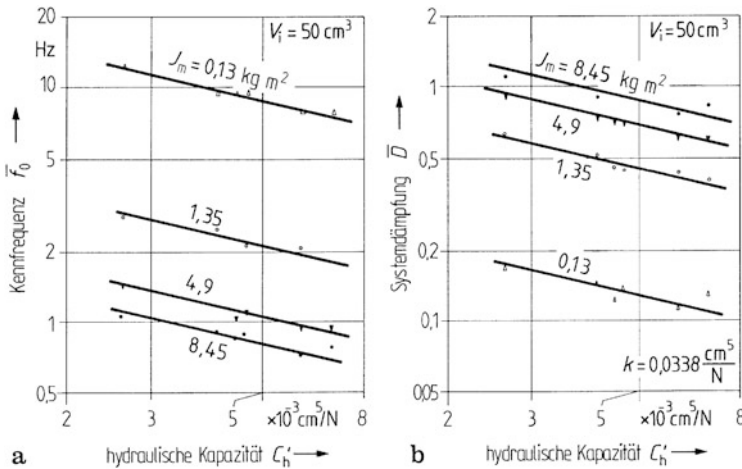 20
Hz
10
5
2
1
0,5
Kennfrequenz f̅₀
Vᵢ = 50 cm³
Jₘ = 0,13 kg m²
1,35
4,9
8,45
2
3
5
×10⁻³ cm⁵/N
8
a
hydraulische Kapazität C'ₕ
2
1
0,5
0,2
0,1
0,05
Systemdämpfung D̅
Vᵢ = 50 cm³
Jₘ = 8,45 kg m²
4,9
1,35
0,13
k = 0,0338 cm⁵/N
2
3
5
×10⁻³ cm⁵/N
8
b
hydraulische Kapazität C'ₕ